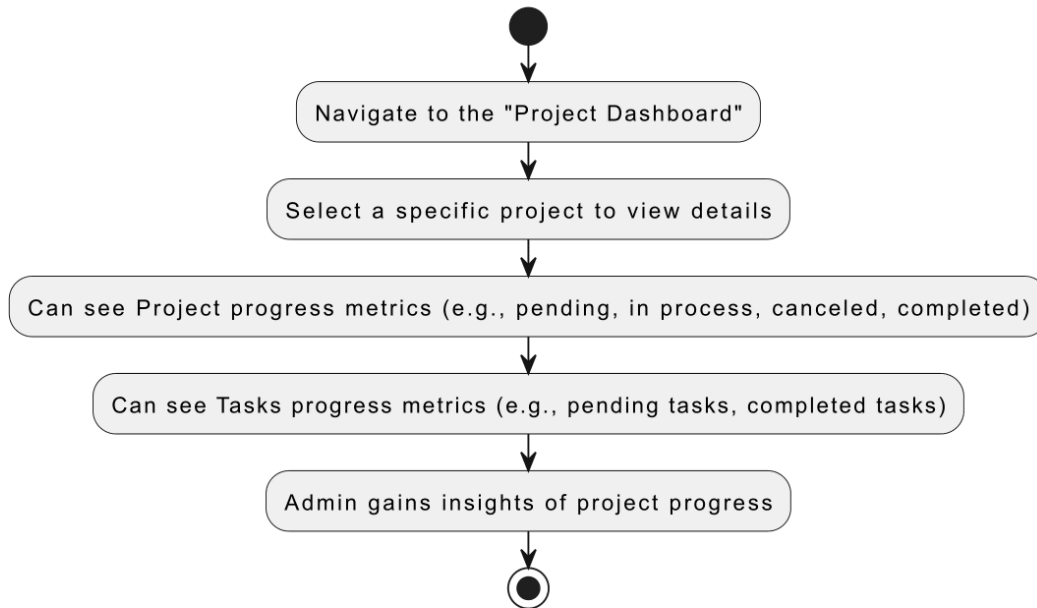 Navigate to the "Project Dashboard"
Select a specific project to view details
Can see Project progress metrics (e.g., pending, in process, canceled, completed)
Can see Tasks progress metrics (e.g., pending tasks, completed tasks)
Admin gains insights of project progress